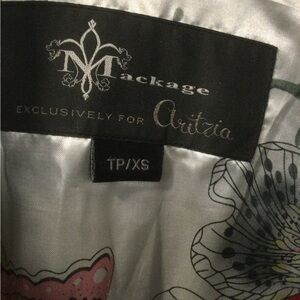 Mackage
EXCLUSIVELY FOR Aritzia
TP/XS